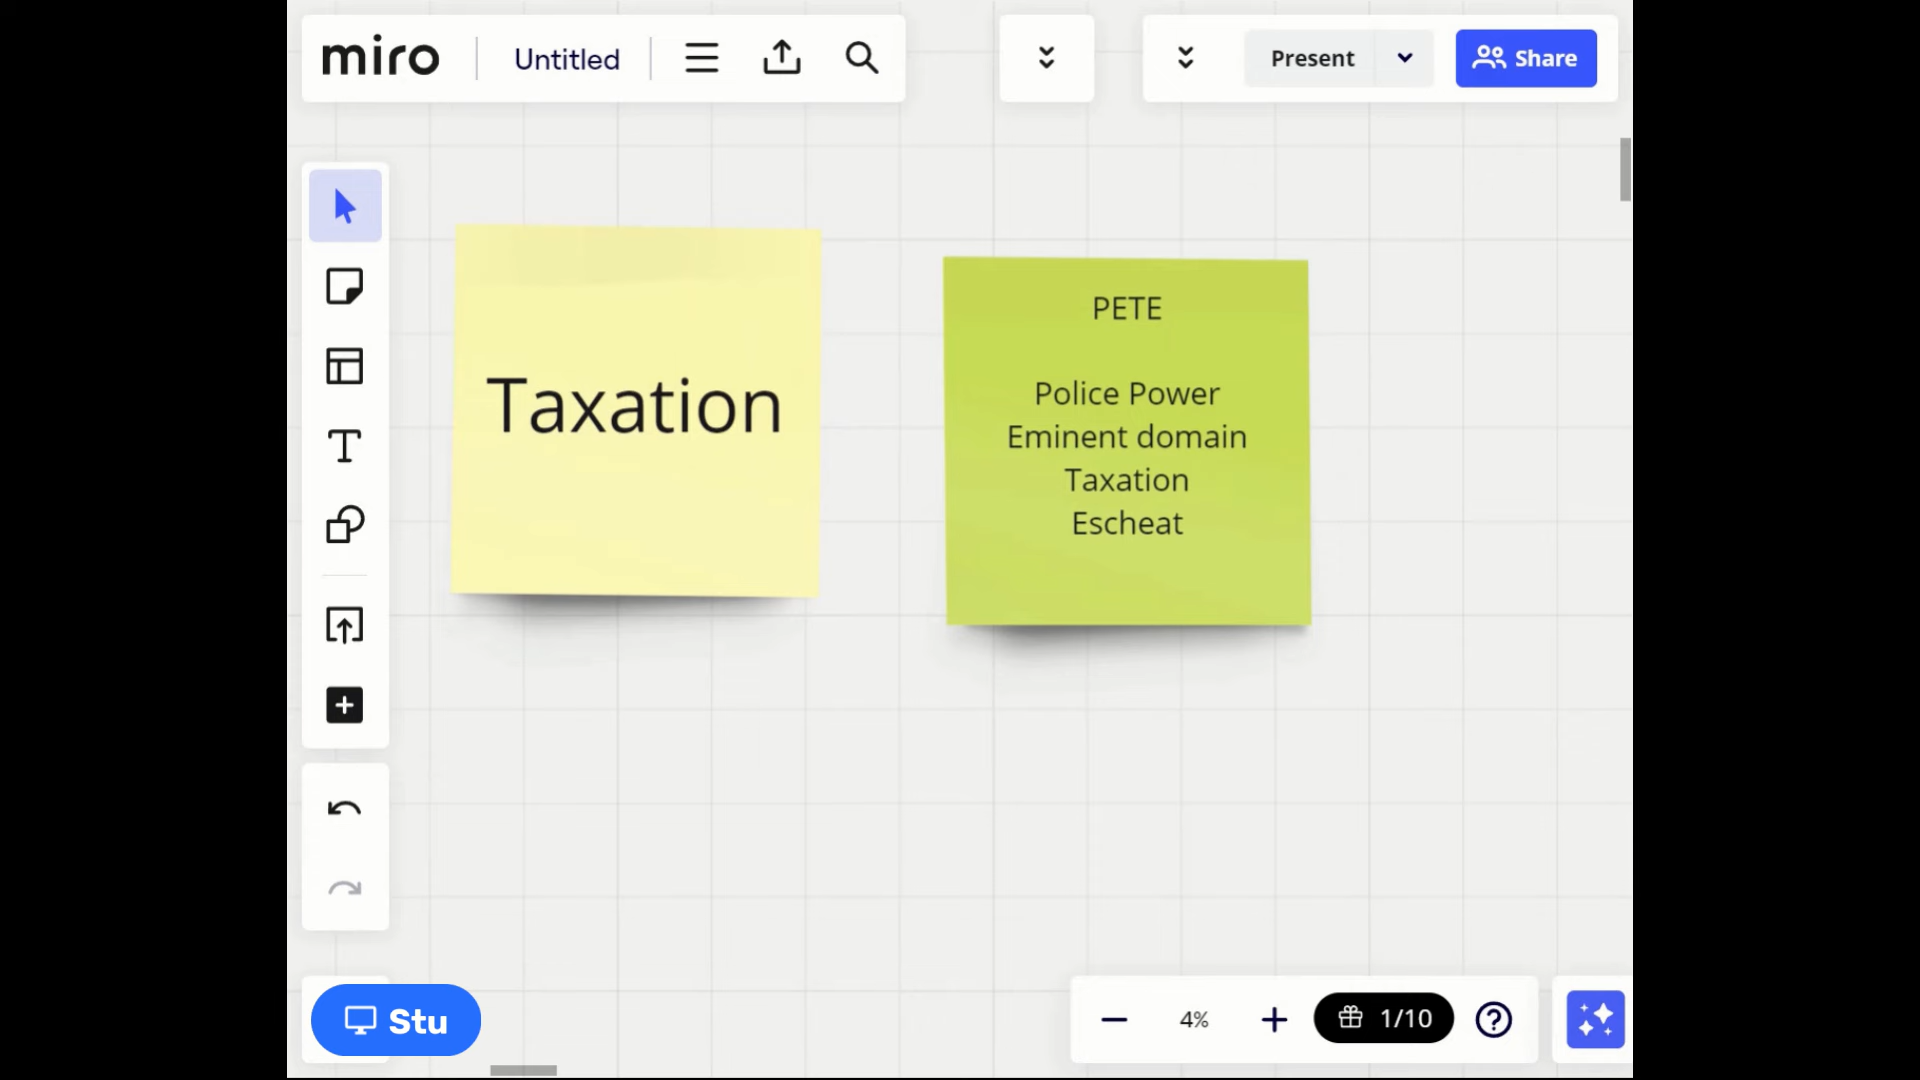 miro
Untitled
Present
Share
Taxation
PETE
Police Power
Eminent domain
Taxation
Escheat
Stu
4%
1/10